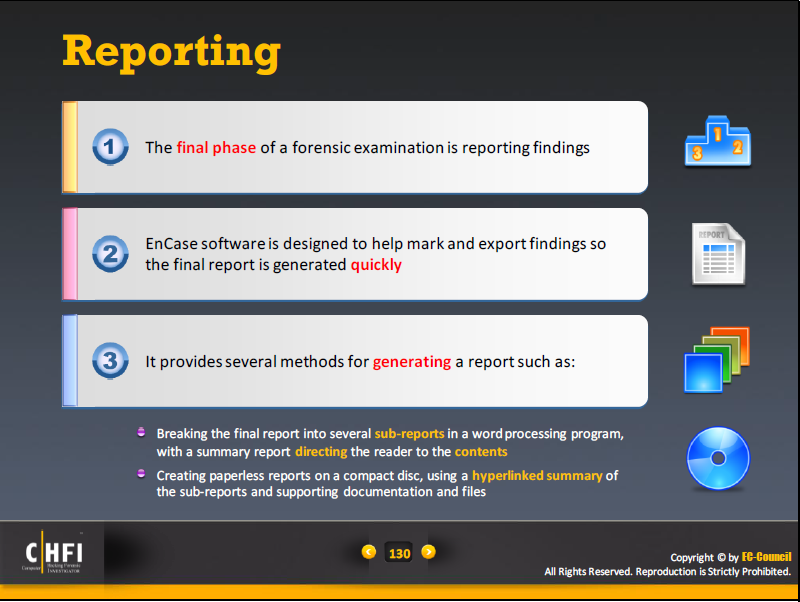 Reporting
1
The final phase of a forensic examination is reporting findings
1
2
3
2
EnCase software is designed to help mark and export findings so
the final report is generated quickly
REPORT
3
It provides several methods for generating a report such as:
Breaking the final report into several sub-reports in a word processing program,
with a summary report directing the reader to the contents
Creating paperless reports on a compact disc, using a hyperlinked summary of
the sub-reports and supporting documentation and files
CHFI
Computer Hacking Forensic
INVESTIGATOR
130
Copyright © by EC-Council
All Rights Reserved. Reproduction is Strictly Prohibited.